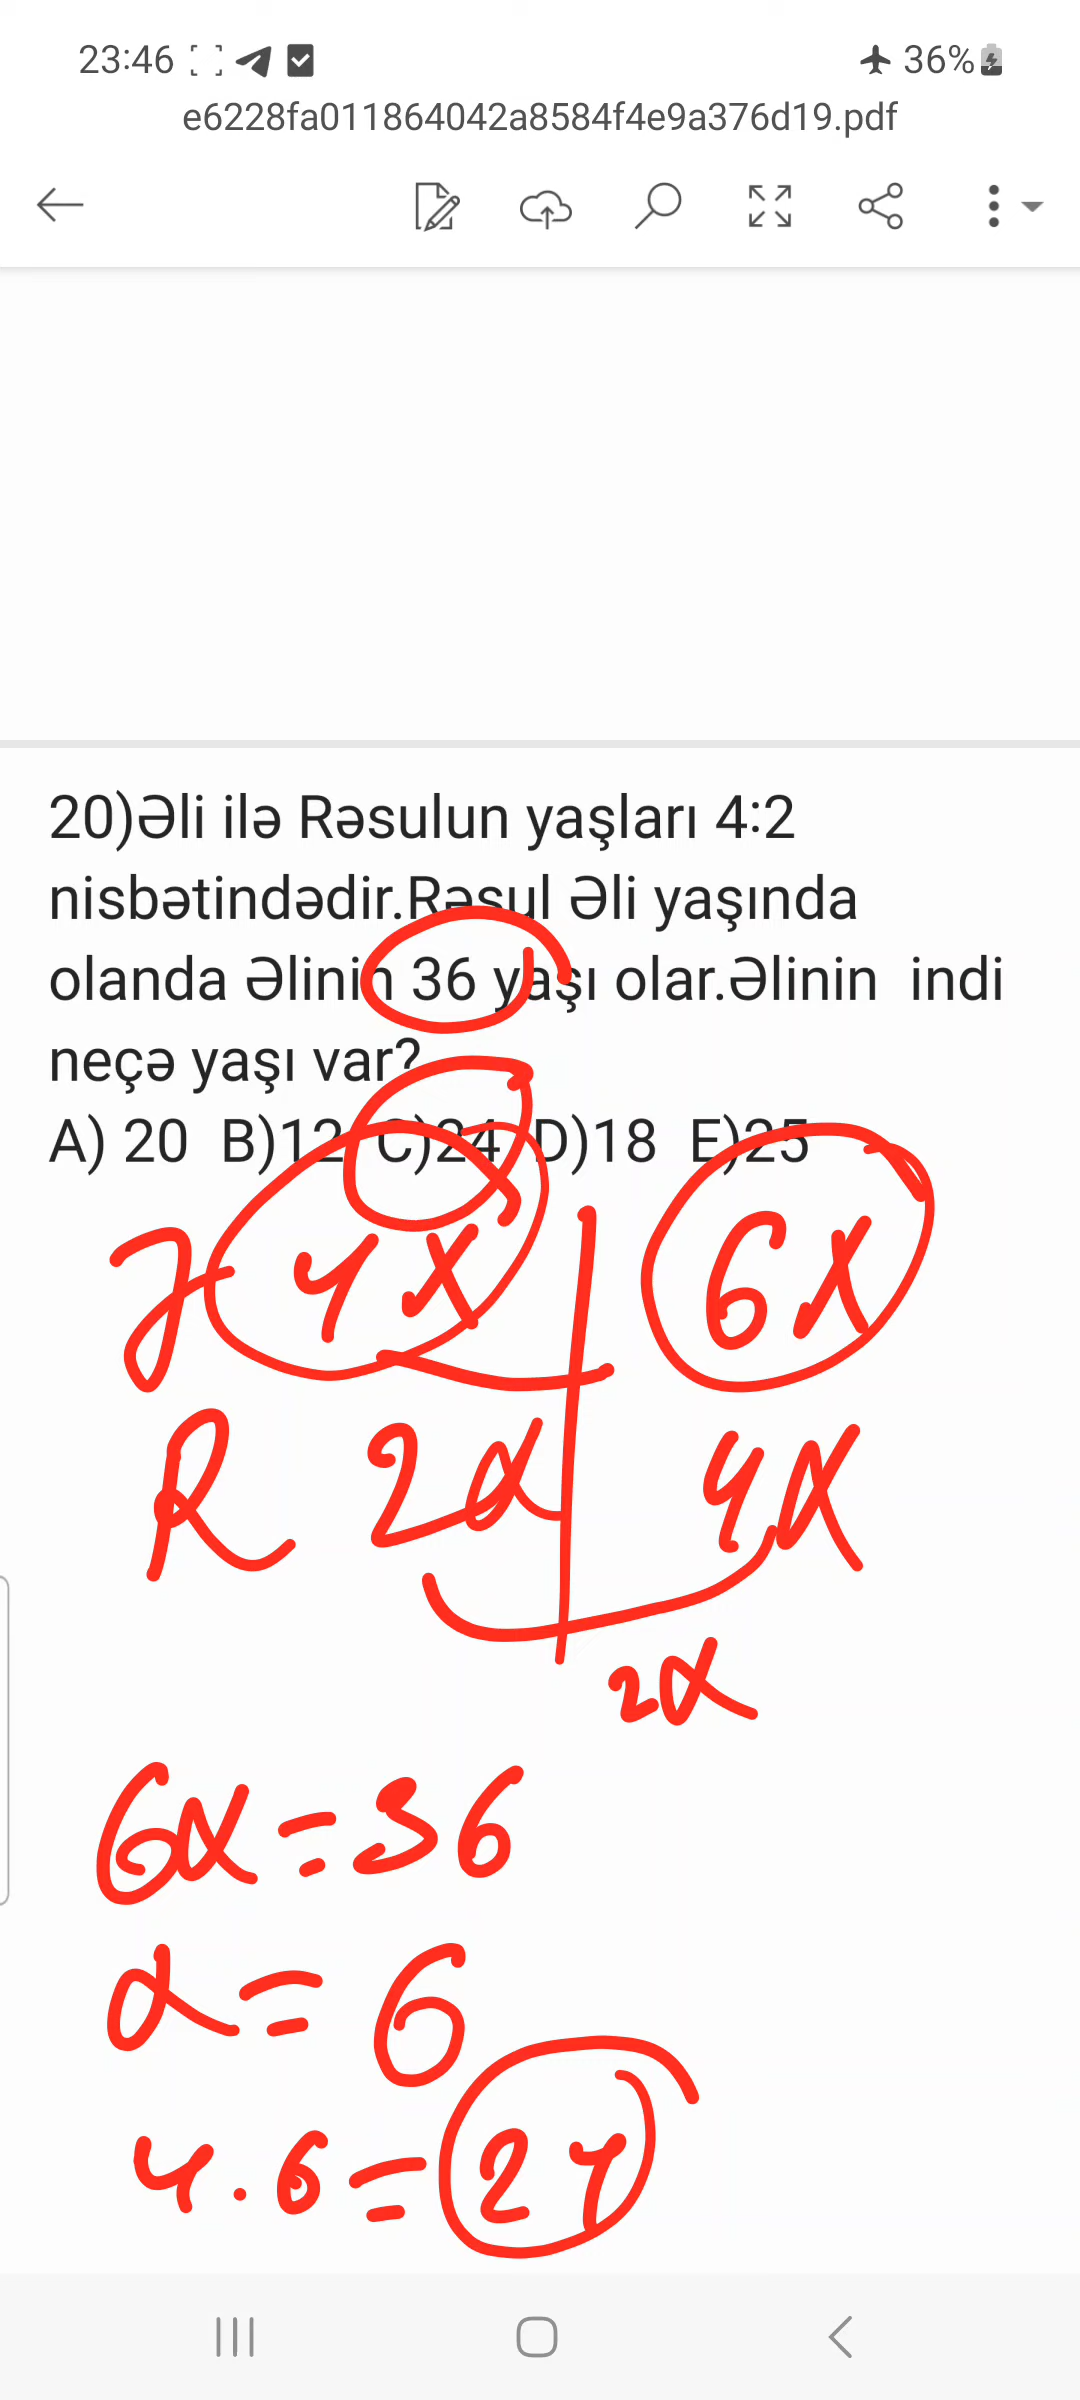 23:46
36%
e6228fa011864042a8584f4e9a376d19.pdf
20)Əli ilə Rəsulun yaşları 4:2
nisbətindədir.Rəsul Əli yaşında
olanda Əlinin 36 yaşı olar.Əlinin indi
neçə yaşı var?
A) 20 B)12 C)24 D)18 E)25
4x 6x
R 2x 4x
2x
6x=36
x=6
4.6=24